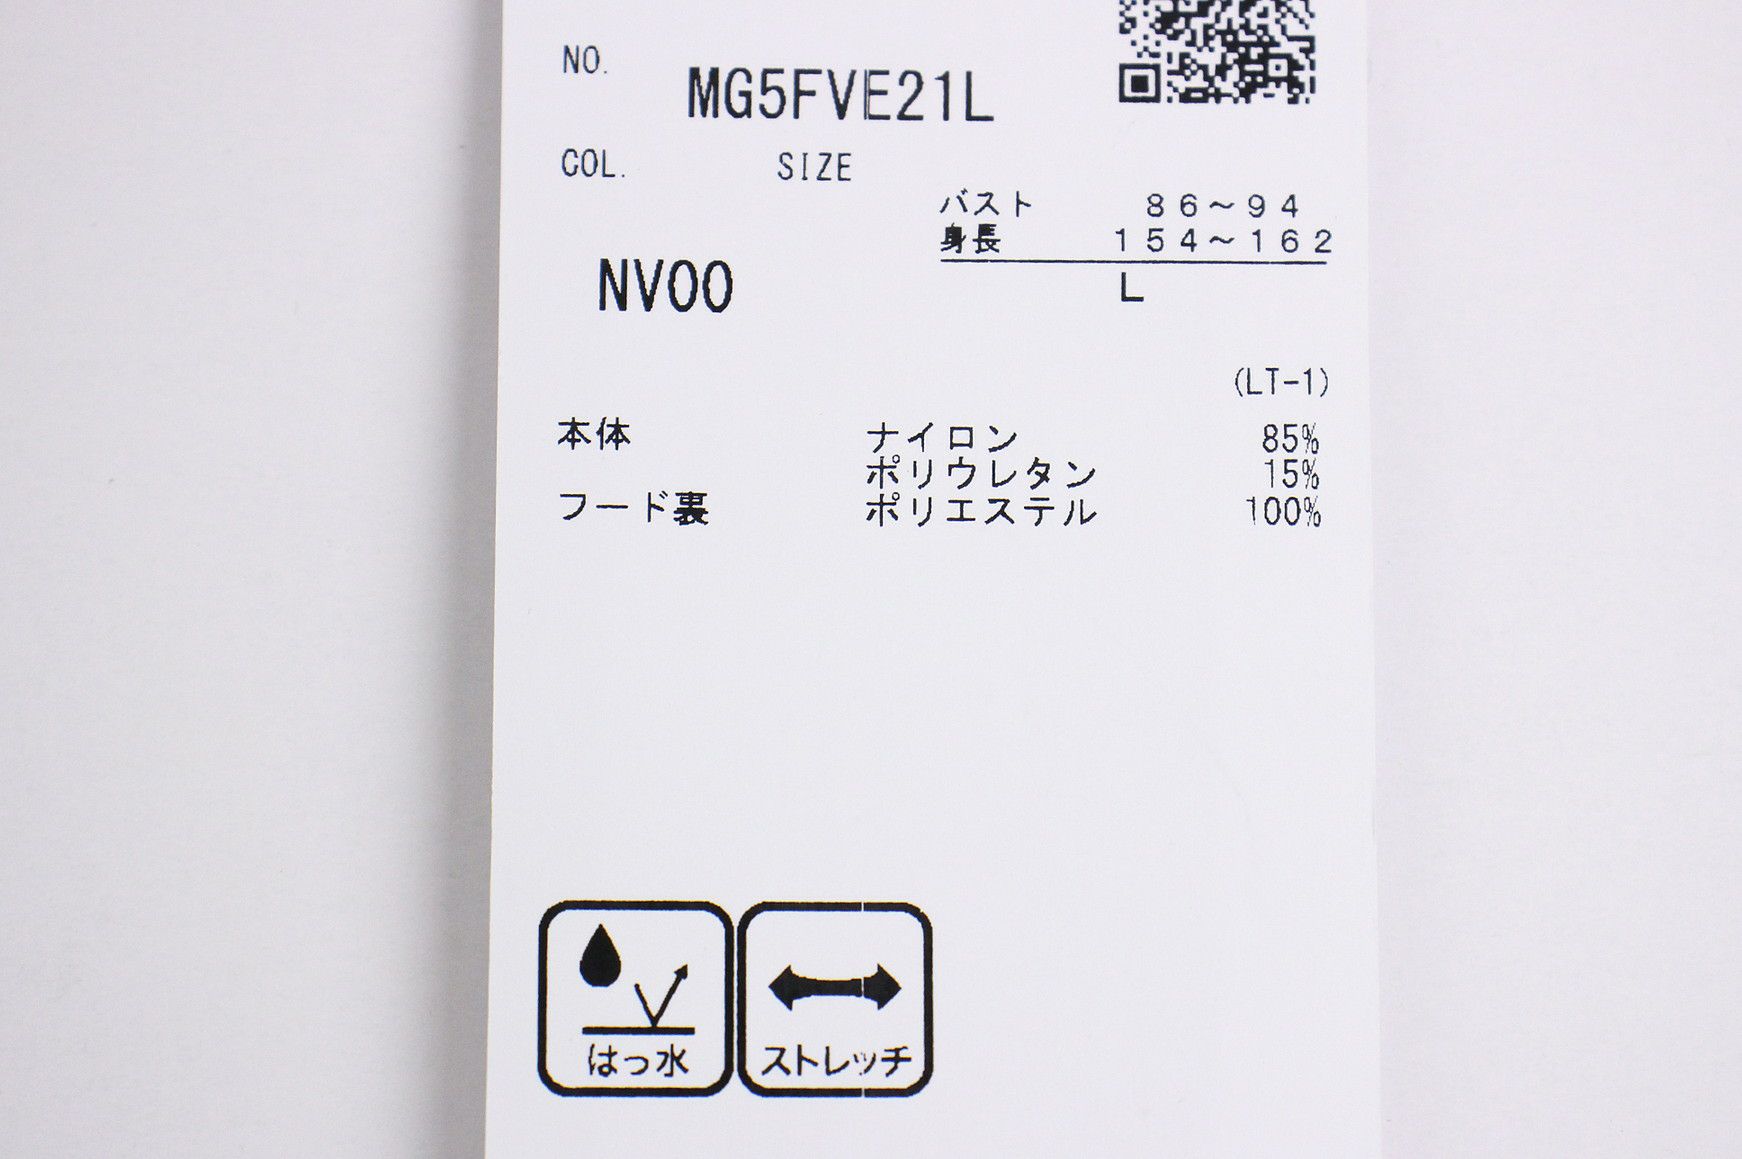 NO.
MG5FVE21L
COL. SIZE
バスト 86～94
身長 154～162
NV00 L
(LT-1)
本体 ナイロン 85%
ポリウレタン 15%
フード裏 ポリエステル 100%
はっ水 ストレッチ